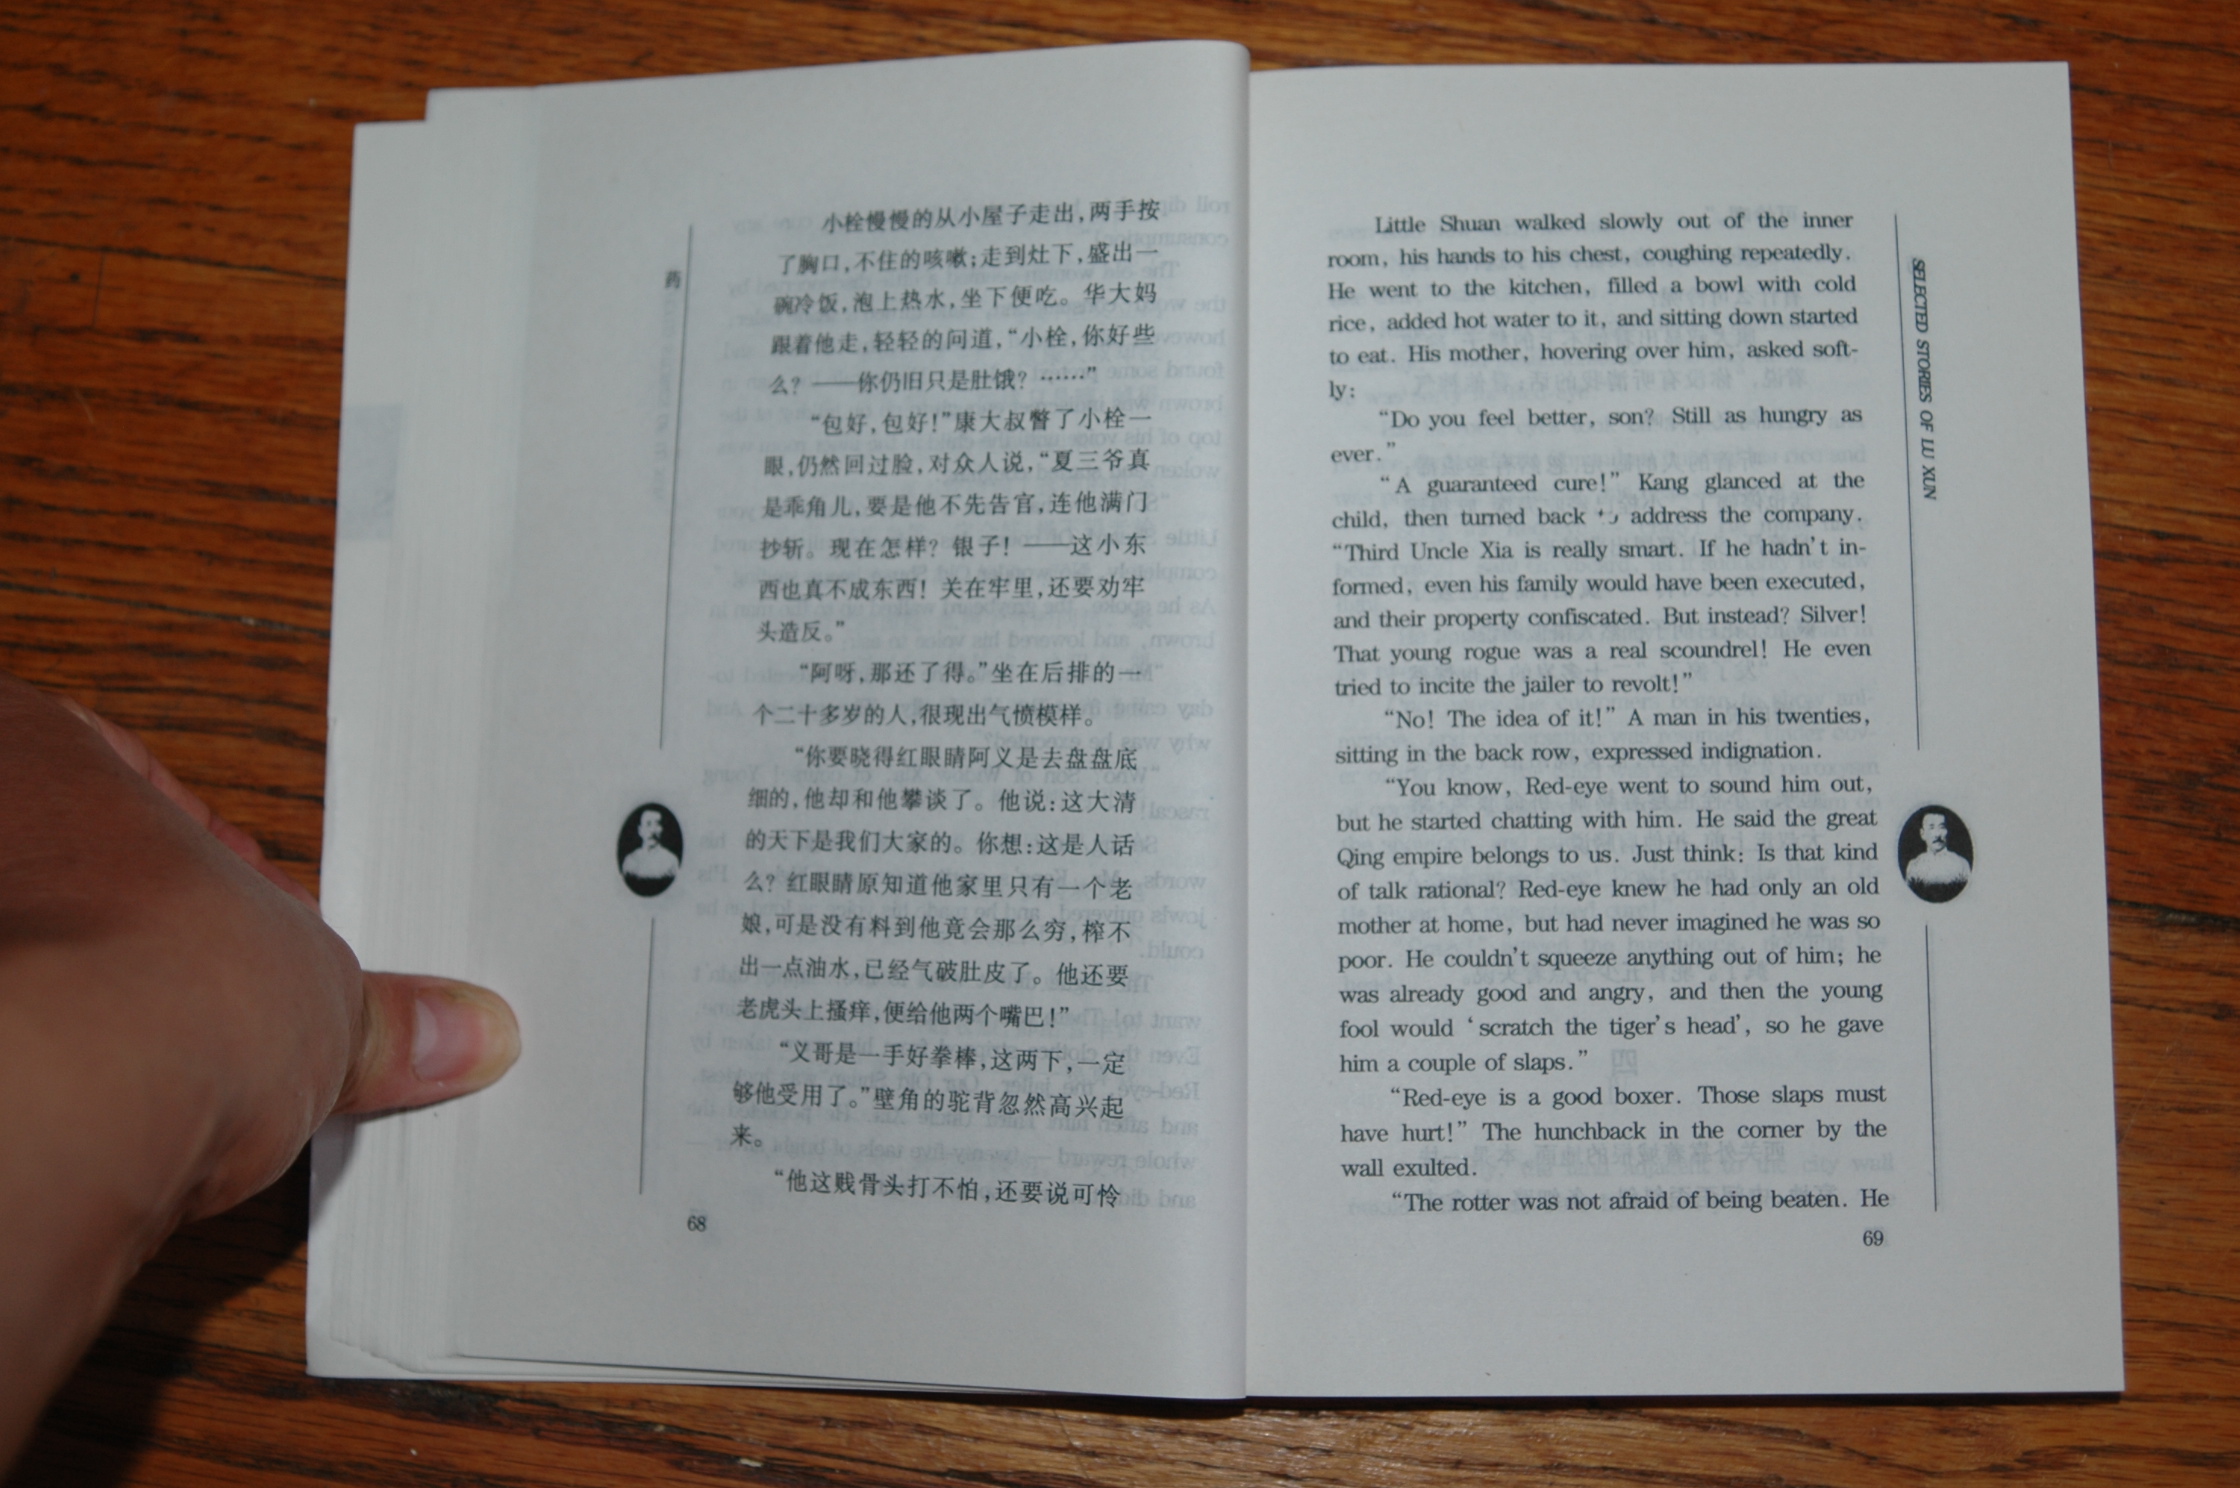 药
小栓慢慢的从小屋子走出,两手按
了胸口,不住的咳嗽;走到灶下,盛出一
碗冷饭,泡上热水,坐下便吃。华大妈
跟着他走,轻轻的问道,“小栓,你好些
么?——你仍旧只是肚饿?……”
“包好,包好!”康大叔瞥了小栓一
眼,仍然回过脸,对众人说,“夏三爷真
是乖角儿,要是他不先告官,连他满门
抄斩。现在怎样?银子!——这小东
西也真不成东西!关在牢里,还要劝牢
头造反。”
“阿呀,那还了得。”坐在后排的一
个二十多岁的人,很现出气愤模样。
“你要晓得红眼睛阿义是去盘盘底
细的,他却和他攀谈了。他说:这大清
的天下是我们大家的。你想:这是人话
么?红眼睛原知道他家里只有一个老
娘,可是没有料到他竟会那么穷,榨不
出一点油水,已经气破肚皮了。他还要
老虎头上搔痒,便给他两个嘴巴!”
“义哥是一手好拳棒,这两下,一定
够他受用了。”壁角的驼背忽然高兴起
来。
“他这贱骨头打不怕,还要说可怜
68
SELECTED STORIES OF LU XUN
Little Shuan walked slowly out of the inner
room, his hands to his chest, coughing repeatedly.
He went to the kitchen, filled a bowl with cold
rice, added hot water to it, and sitting down started
to eat. His mother, hovering over him, asked soft-
ly:
“Do you feel better, son? Still as hungry as
ever.”
“A guaranteed cure!” Kang glanced at the
child, then turned back to address the company.
“Third Uncle Xia is really smart. If he hadn't in-
formed, even his family would have been executed,
and their property confiscated. But instead? Silver!
That young rogue was a real scoundrel! He even
tried to incite the jailer to revolt!”
“No! The idea of it!” A man in his twenties,
sitting in the back row, expressed indignation.
“You know, Red-eye went to sound him out,
but he started chatting with him. He said the great
Qing empire belongs to us. Just think: Is that kind
of talk rational? Red-eye knew he had only an old
mother at home, but had never imagined he was so
poor. He couldn't squeeze anything out of him; he
was already good and angry, and then the young
fool would ‘scratch the tiger's head’, so he gave
him a couple of slaps.”
“Red-eye is a good boxer. Those slaps must
have hurt!” The hunchback in the corner by the
wall exulted.
“The rotter was not afraid of being beaten. He
69